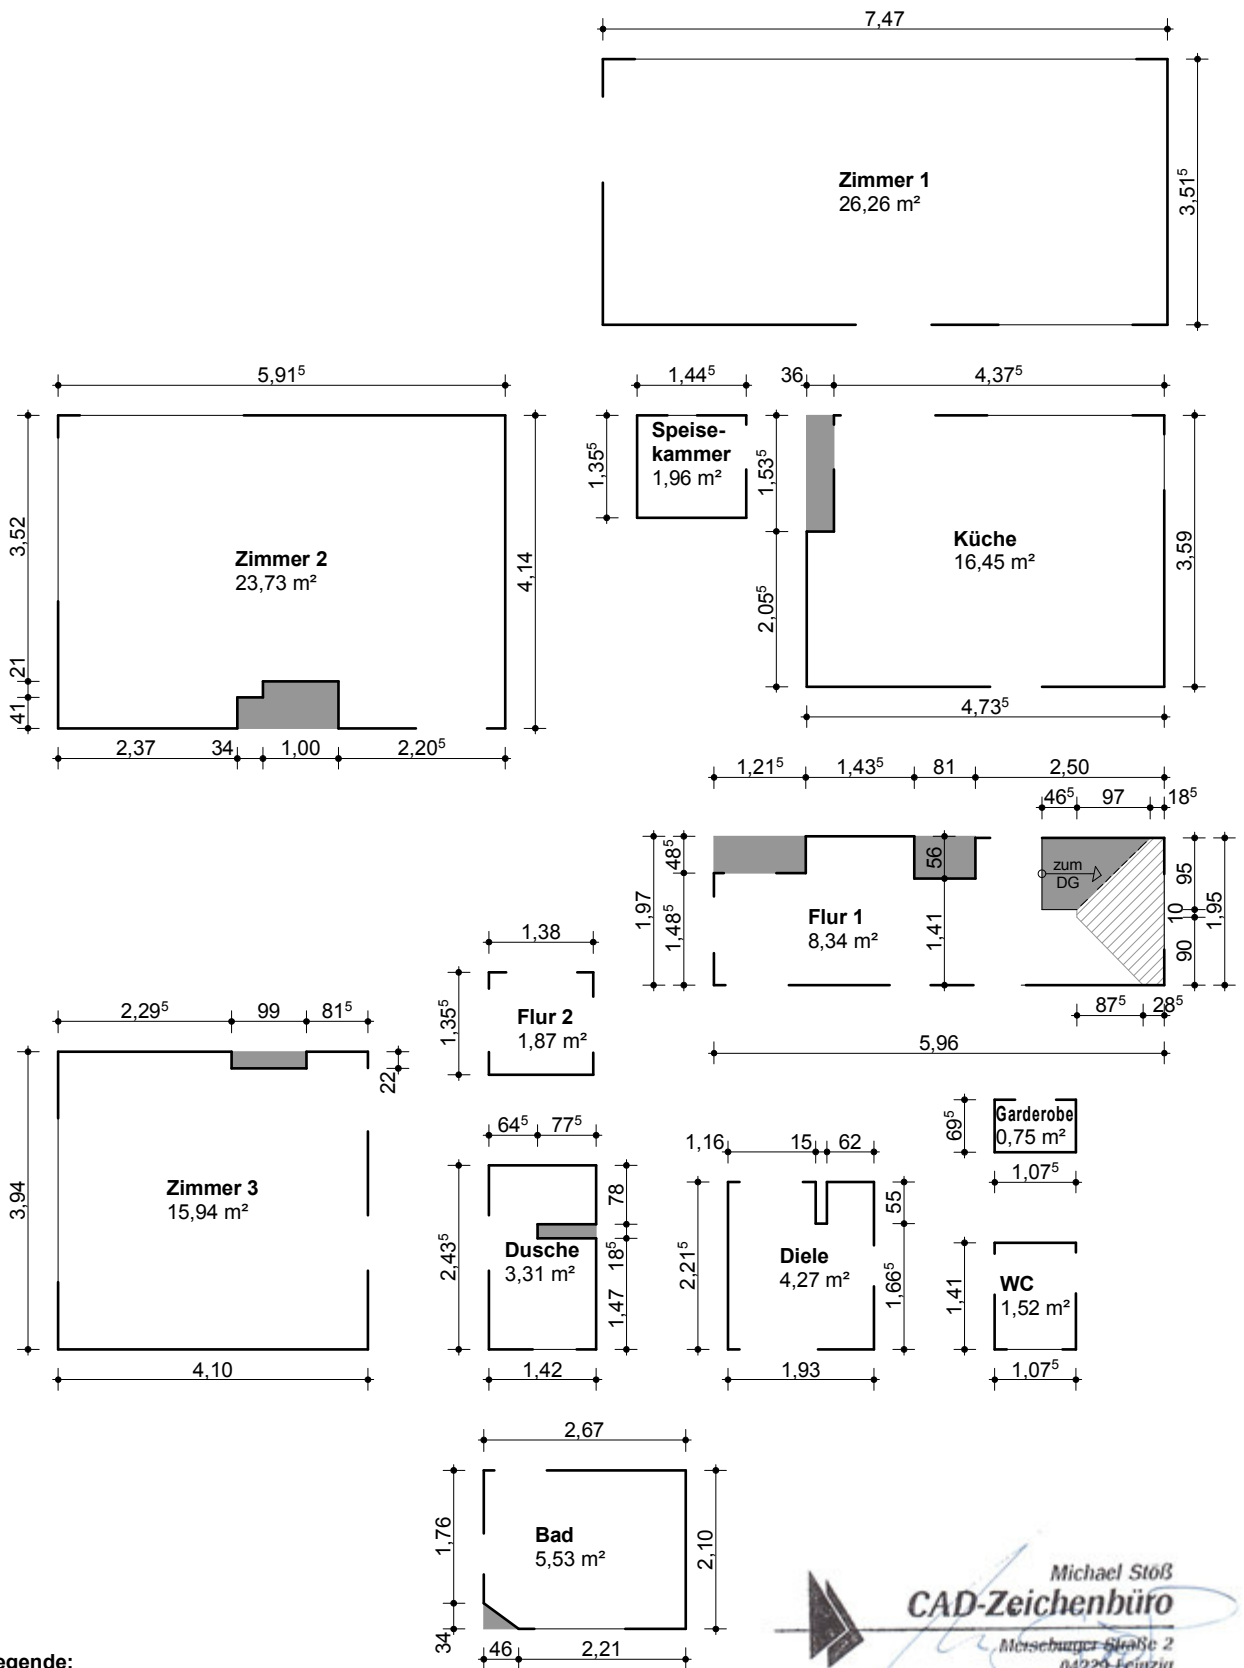 7,47
Zimmer 1
26,26 m²
3,51⁵
5,91⁵
3,52
21
41
Zimmer 2
23,73 m²
4,14
2,37
34
1,00
2,20⁵
1,44⁵
1,35⁵
Speise-
kammer
1,96 m²
36
4,37⁵
1,53⁵
2,05⁵
Küche
16,45 m²
3,59
4,73⁵
1,21⁵
1,43⁵
81
2,50
46⁵
97
18⁵
1,97
48⁵
1,48⁵
56
1,41
Flur 1
8,34 m²
zum
DG
95
10
90
1,95
87⁵
28⁵
5,96
1,38
1,35⁵
Flur 2
1,87 m²
2,29⁵
99
81⁵
22
3,94
Zimmer 3
15,94 m²
4,10
64⁵
77⁵
2,43⁵
78
18⁵
1,47
Dusche
3,31 m²
1,42
1,16
15
62
2,21⁵
55
1,66⁵
Diele
4,27 m²
1,93
69⁵
Garderobe
0,75 m²
1,07⁵
1,41
WC
1,52 m²
1,07⁵
2,67
1,76
34
Bad
5,53 m²
2,10
46
2,21
Michael Stöß
CAD-Zeichenbüro
Merseburger Straße 2
04229 Leipzig
egende: